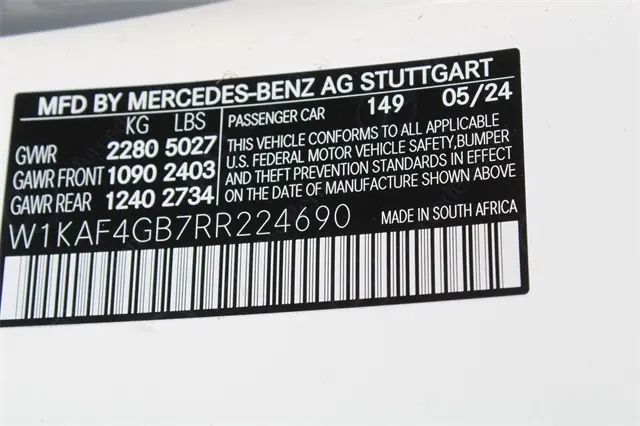 MFD BY MERCEDES-BENZ AG STUTTGART
KG LBS
GVWR 2280 5027
GAWR FRONT 1090 2403
GAWR REAR 1240 2734
PASSENGER CAR 149 05/24
THIS VEHICLE CONFORMS TO ALL APPLICABLE
U.S. FEDERAL MOTOR VEHICLE SAFETY, BUMPER
AND THEFT PREVENTION STANDARDS IN EFFECT
ON DATE OF MANUFACTURE SHOWN ABOVE
W1KAF4GB7RR224690 MADE IN SOUTH AFRICA